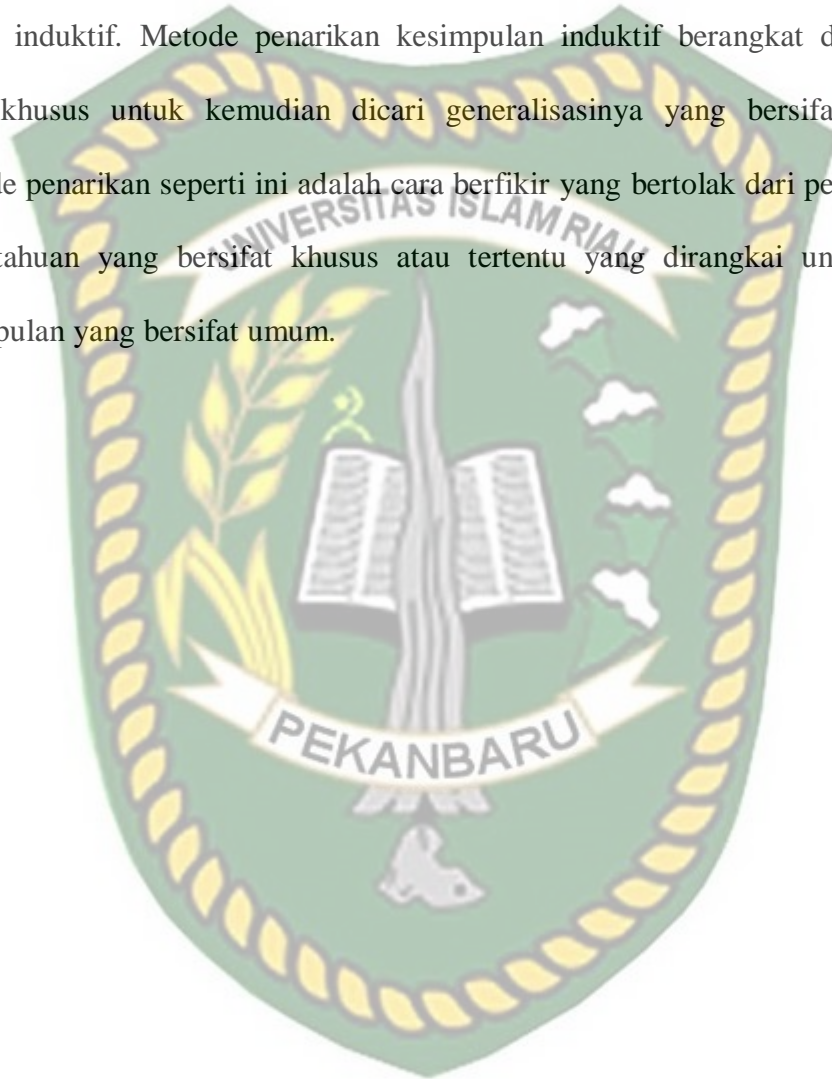 induktif. Metode penarikan kesimpulan induktif berangkat d
khusus untuk kemudian dicari generalisasinya yang bersifa
le penarikan seperti ini adalah cara berfikir yang bertolak dari pe
UNIVERSITAS ISLAM RIAU
tahuan yang bersifat khusus atau tertentu yang dirangkai un
pulan yang bersifat umum.
PEKANBARU